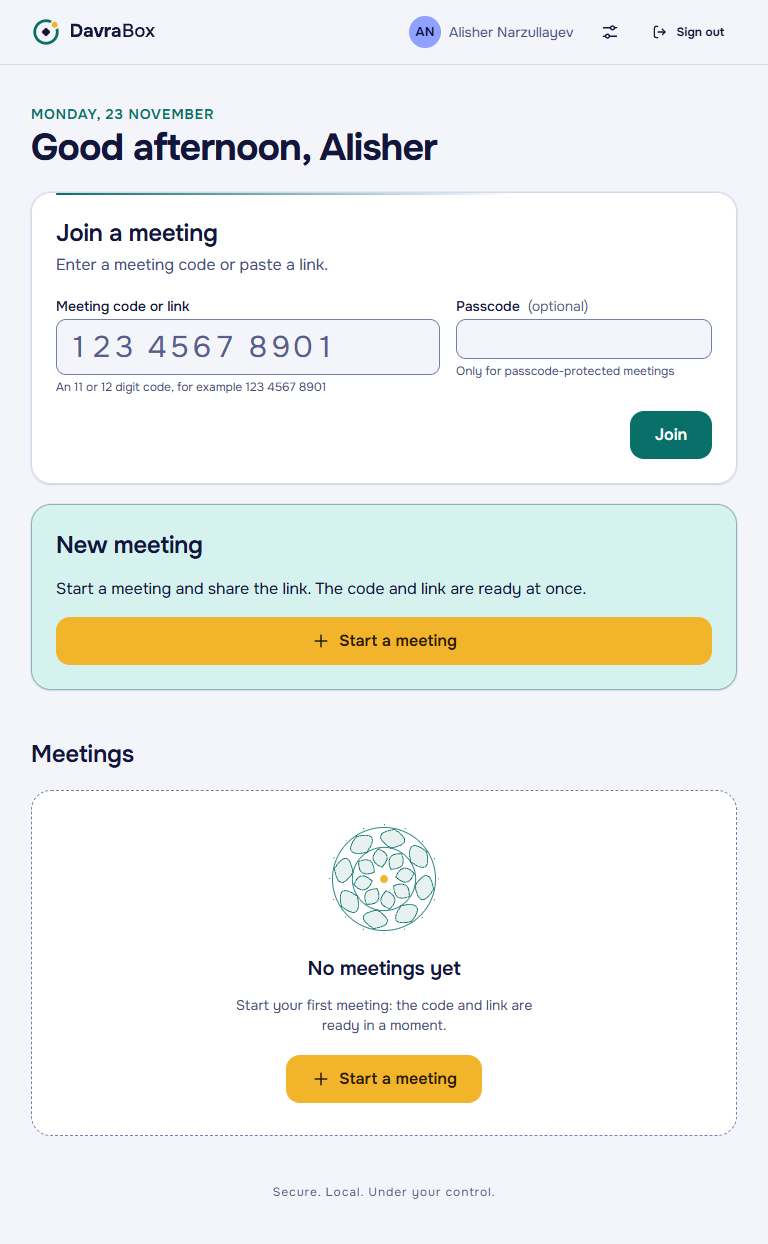 DavraBox
AN Alisher Narzullayev Sign out
MONDAY, 23 NOVEMBER
Good afternoon, Alisher
Join a meeting
Enter a meeting code or paste a link.
Meeting code or link
123 4567 8901
An 11 or 12 digit code, for example 123 4567 8901
Passcode (optional)
Only for passcode-protected meetings
Join
New meeting
Start a meeting and share the link. The code and link are ready at once.
Start a meeting
Meetings
No meetings yet
Start your first meeting: the code and link are
ready in a moment.
Start a meeting
Secure. Local. Under your control.